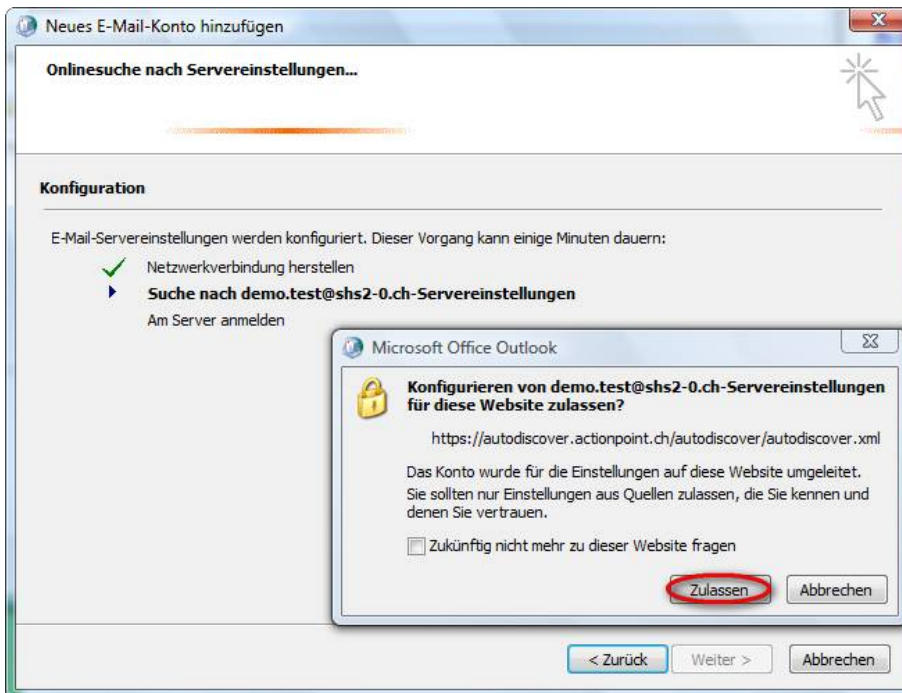 Neues E-Mail-Konto hinzufügen
Onlinesuche nach Servereinstellungen...
Konfiguration
E-Mail-Servereinstellungen werden konfiguriert. Dieser Vorgang kann einige Minuten dauern:
Netzwerkverbindung herstellen
Suche nach demo.test@shs2-0.ch-Servereinstellungen
Am Server anmelden
Microsoft Office Outlook
Konfigurieren von demo.test@shs2-0.ch-Servereinstellungen
für diese Website zulassen?
https://autodiscover.actionpoint.ch/autodiscover/autodiscover.xml
Das Konto wurde für die Einstellungen auf diese Website umgeleitet.
Sie sollten nur Einstellungen aus Quellen zulassen, die Sie kennen und
denen Sie vertrauen.
Zukünftig nicht mehr zu dieser Website fragen
Zulassen Abbrechen
< Zurück Weiter > Abbrechen